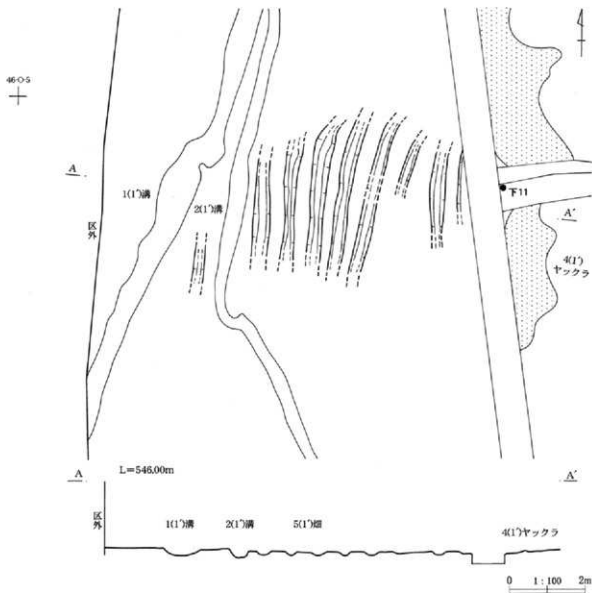 46-O-5
A
1(1')溝
2(1')溝
下11
A'
区外
4(1')
ヤックラ
L=546.00m
A
A'
区外
1(1')溝
2(1')溝
5(1')畑
4(1')ヤックラ
0 1：100 2m